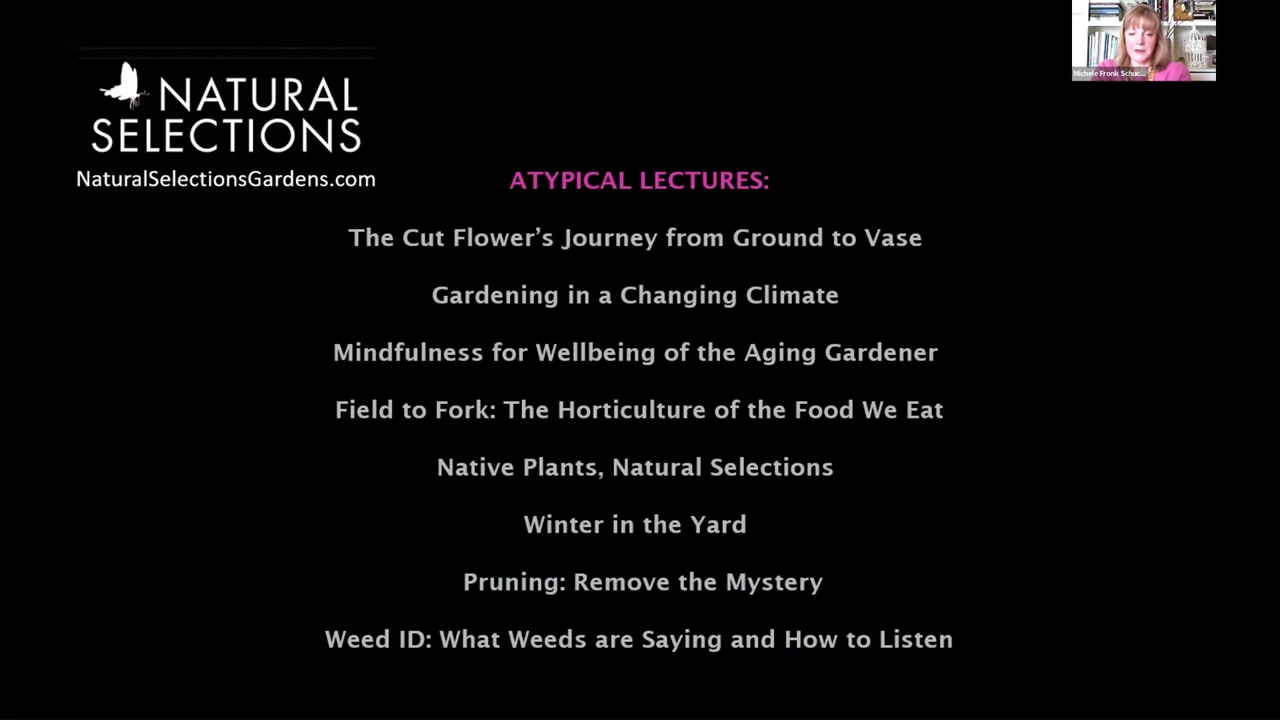 NATURAL
SELECTIONS
NaturalSelectionsGardens.com
Michele Fronk Schuc...
ATYPICAL LECTURES:
The Cut Flower’s Journey from Ground to Vase
Gardening in a Changing Climate
Mindfulness for Wellbeing of the Aging Gardener
Field to Fork: The Horticulture of the Food We Eat
Native Plants, Natural Selections
Winter in the Yard
Pruning: Remove the Mystery
Weed ID: What Weeds are Saying and How to Listen